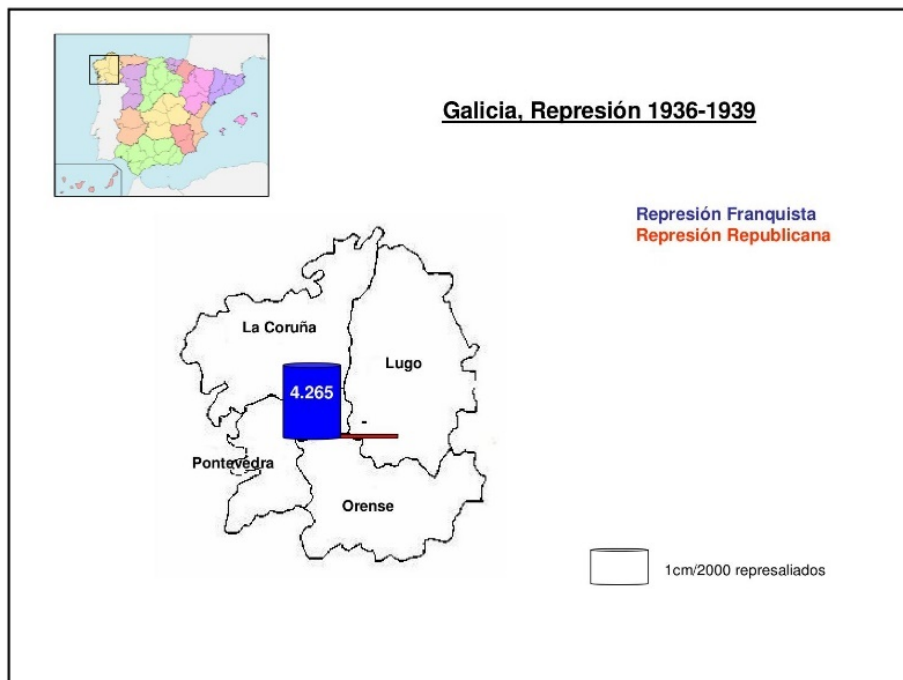 Galicia, Represión 1936-1939
Represión Franquista
Represión Republicana
La Coruña
Lugo
4.265
-
Pontevedra
Orense
1cm/2000 represaliados